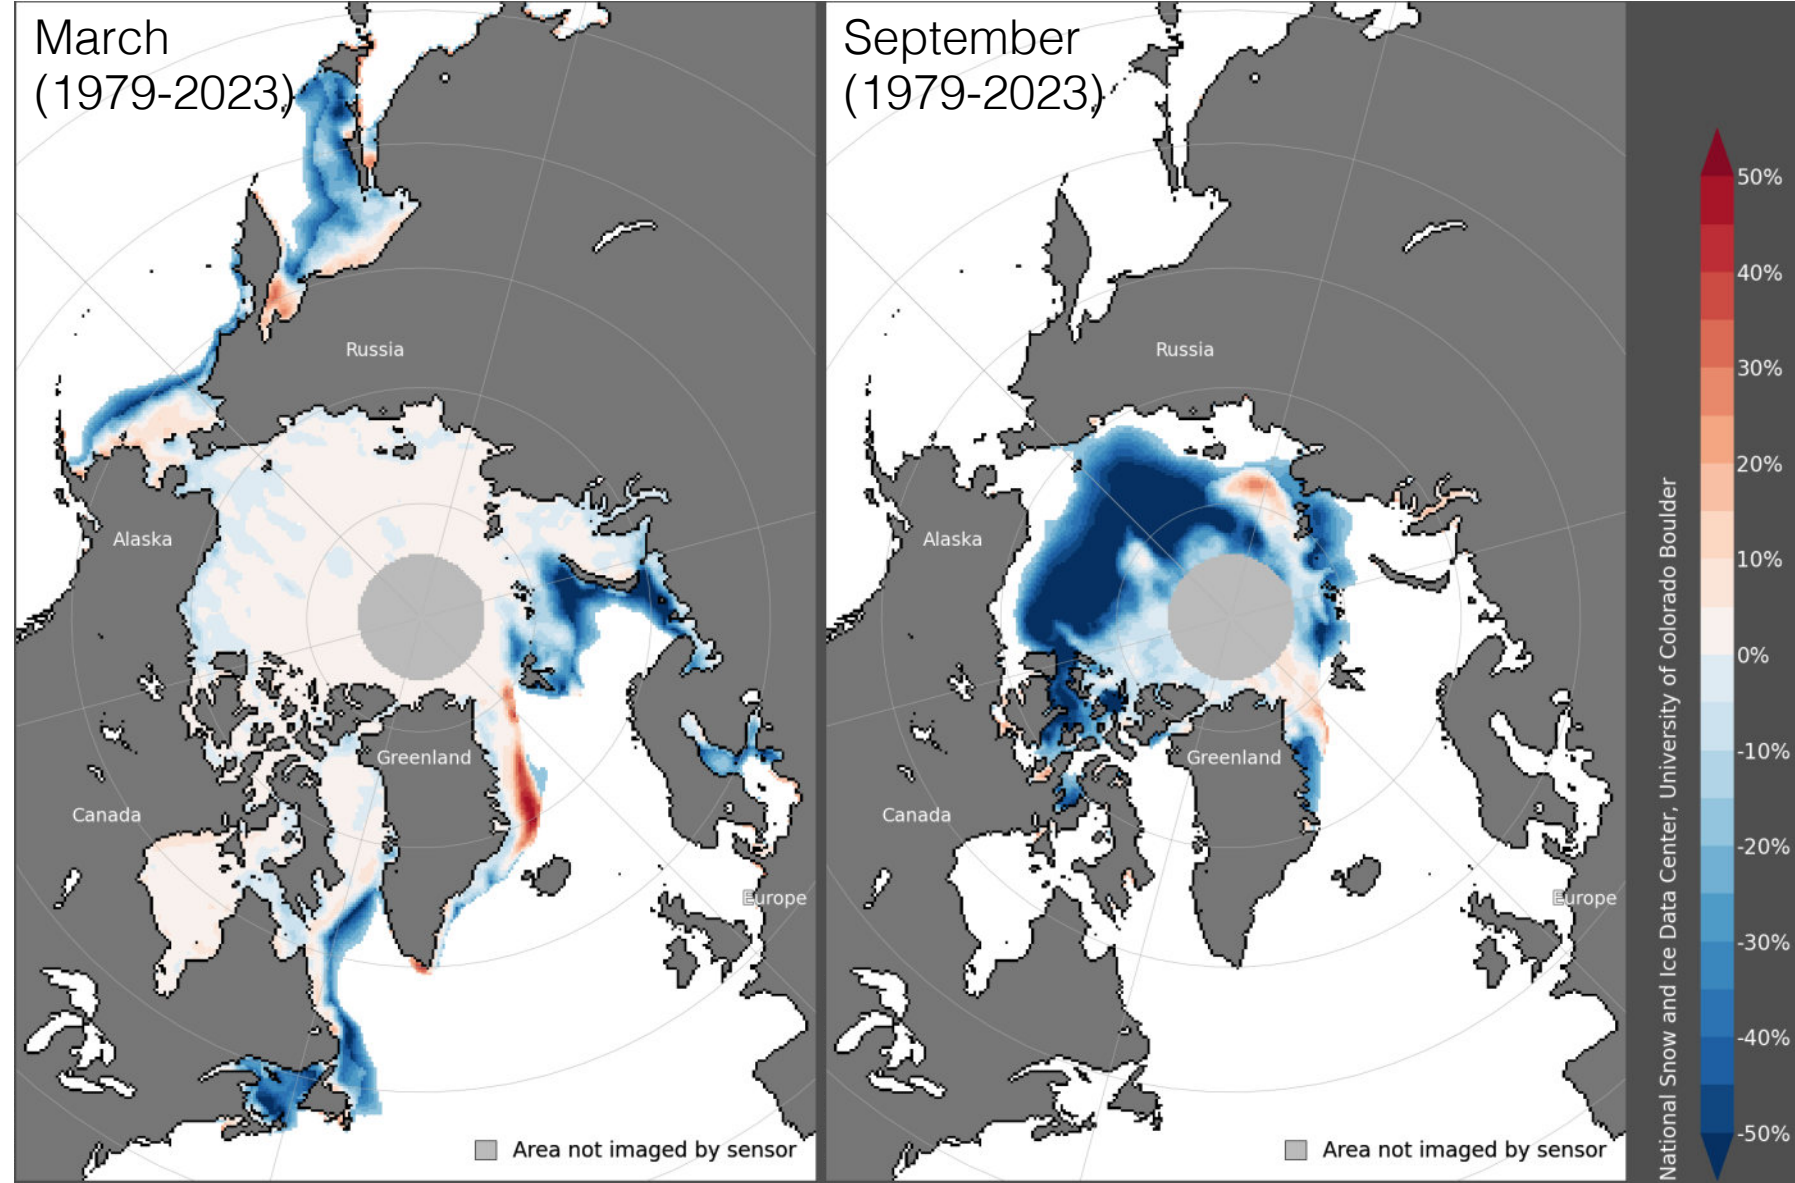 March
(1979-2023)
Russia
Alaska
Greenland
Canada
Europe
Area not imaged by sensor
September
(1979-2023)
Russia
Alaska
Greenland
Canada
Europe
Area not imaged by sensor
National Snow and Ice Data Center, University of Colorado Boulder
50%
40%
30%
20%
10%
0%
-10%
-20%
-30%
-40%
-50%